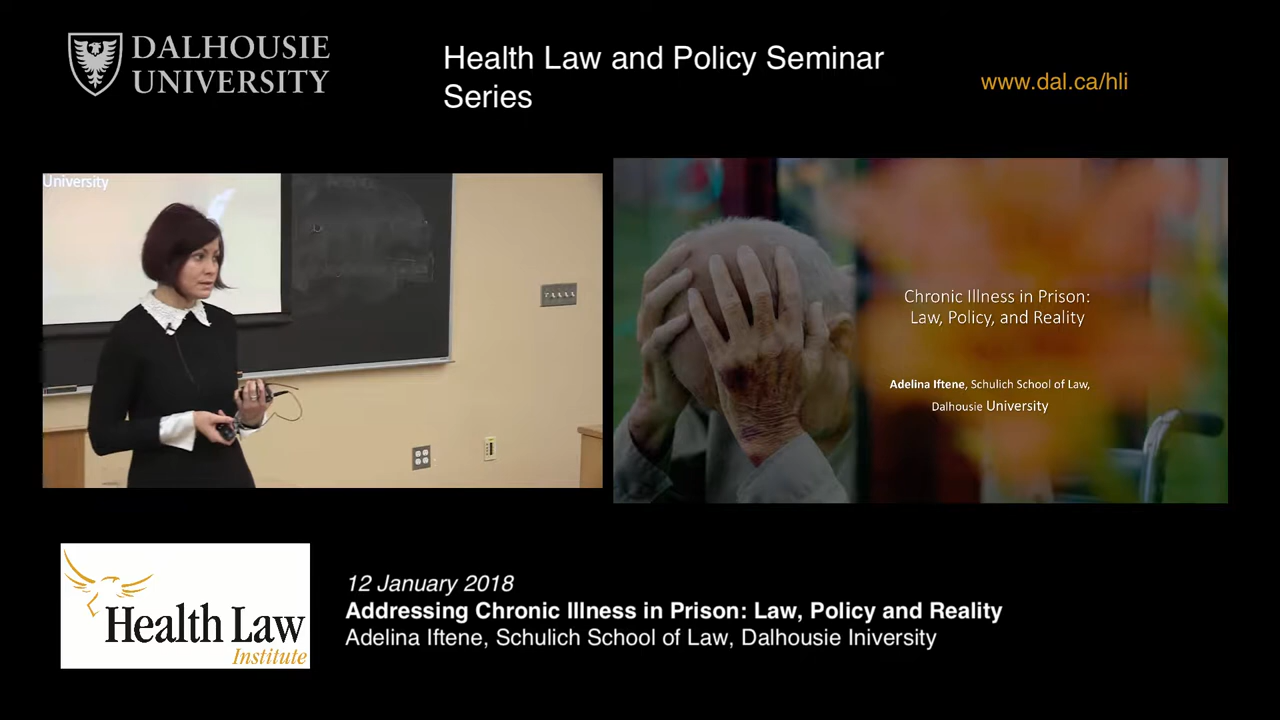 DALHOUSIE
UNIVERSITY
Health Law and Policy Seminar
Series
www.dal.ca/hli
University
Chronic Illness in Prison:
Law, Policy, and Reality
Adelina Iftene, Schulich School of Law,
Dalhousie University
Health Law
Institute
12 January 2018
Addressing Chronic Illness in Prison: Law, Policy and Reality
Adelina Iftene, Schulich School of Law, Dalhousie Iniversity